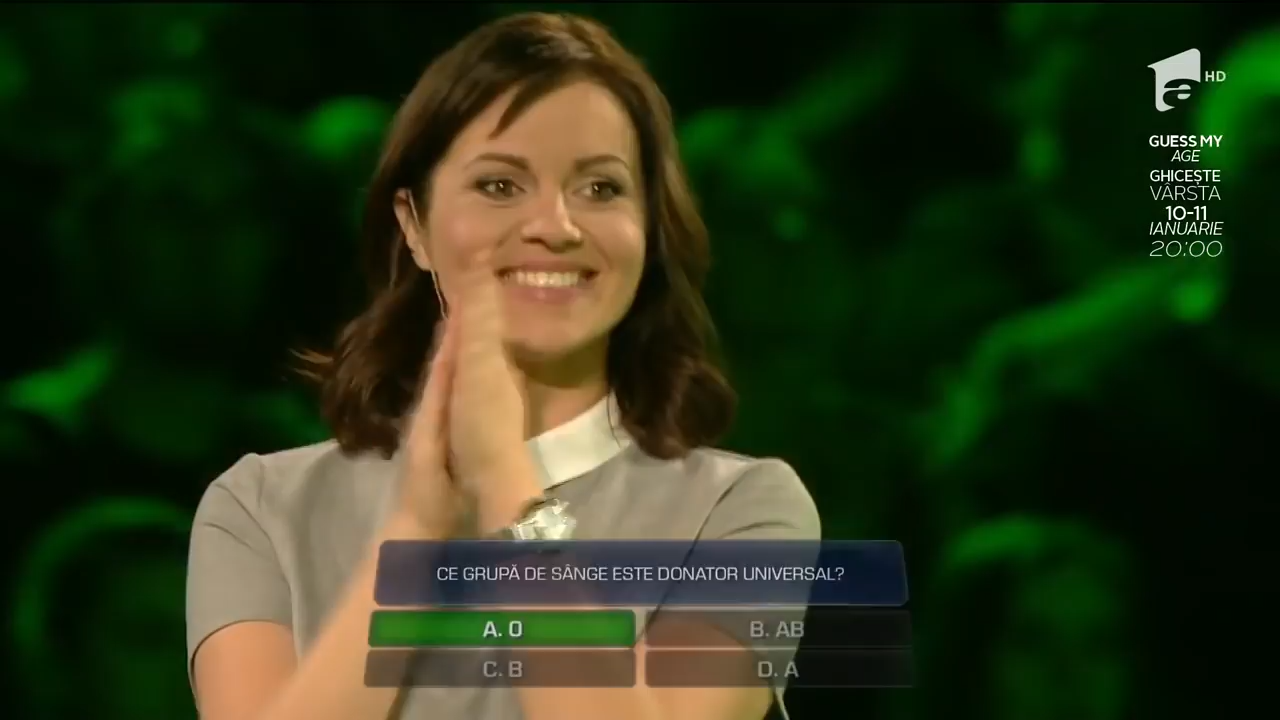 HD
GUESS MY
AGE
GHICEȘTE
VÂRSTA
10-11
IANUARIE
20:00
CE GRUPĂ DE SÂNGE ESTE DONATOR UNIVERSAL?
A. 0
B. AB
C. B
D. A